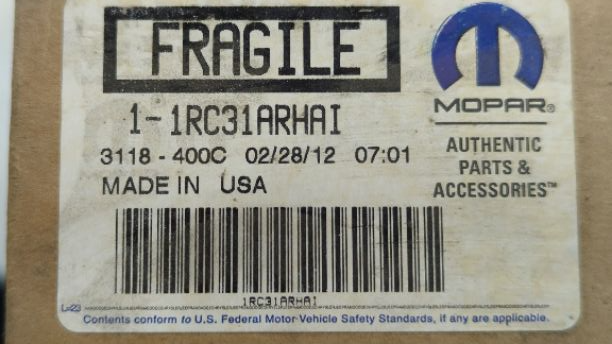 FRAGILE
1-1RC31ARHAI
3118-400C 02/28/12 07:01
MADE IN USA
1RC31ARHAI
MOPAR®
AUTHENTIC
PARTS &
ACCESSORIES™
L-23
Contents conform to U.S. Federal Motor Vehicle Safety Standards, if any are applicable.